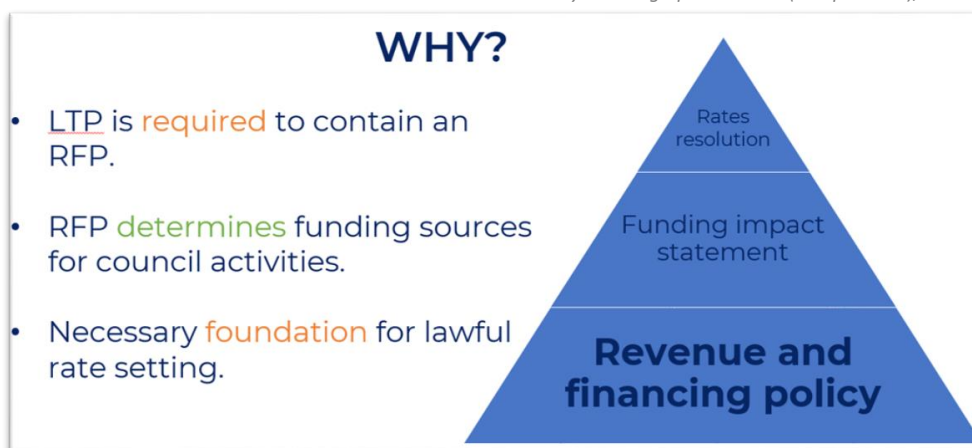 WHY?
• LTP is required to contain an
RFP.
• RFP determines funding sources
for council activities.
• Necessary foundation for lawful
rate setting.
Rates
resolution
Funding impact
statement
Revenue and
financing policy